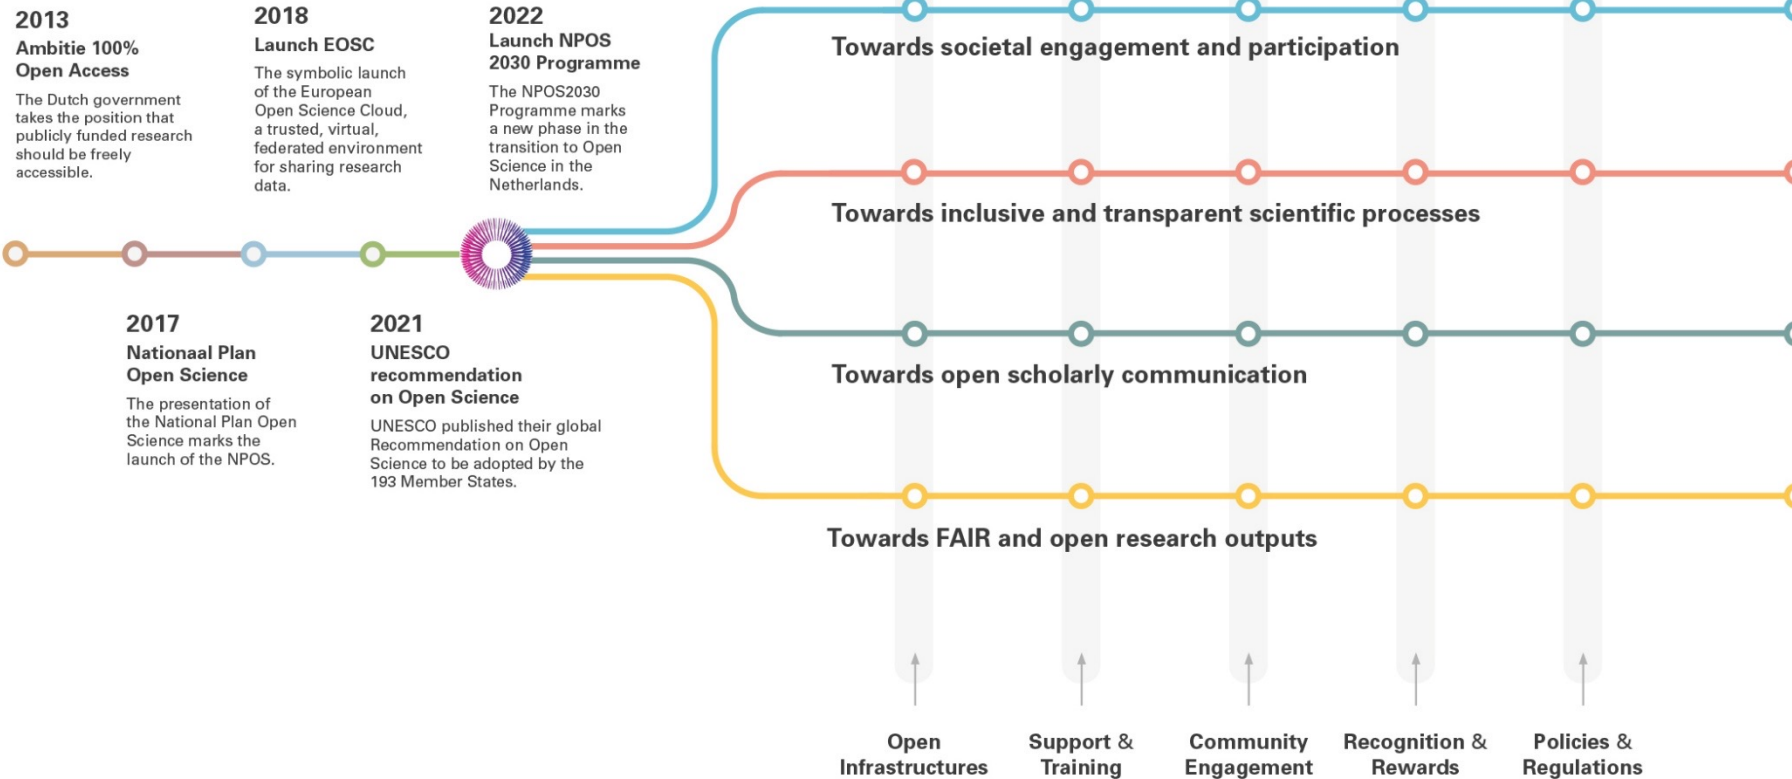 2013
Ambitie 100%
Open Access
The Dutch government
takes the position that
publicly funded research
should be freely
accessible.
2018
Launch EOSC
The symbolic launch
of the European
Open Science Cloud,
a trusted, virtual,
federated environment
for sharing research
data.
2022
Launch NPOS
2030 Programme
The NPOS2030
Programme marks
a new phase in the
transition to Open
Science in the
Netherlands.
2017
Nationaal Plan
Open Science
The presentation of
the National Plan Open
Science marks the
launch of the NPOS.
2021
UNESCO
recommendation
on Open Science
UNESCO published their global
Recommendation on Open
Science to be adopted by the
193 Member States.
Towards societal engagement and participation
Towards inclusive and transparent scientific processes
Towards open scholarly communication
Towards FAIR and open research outputs
Open
Infrastructures
Support &
Training
Community
Engagement
Recognition &
Rewards
Policies &
Regulations